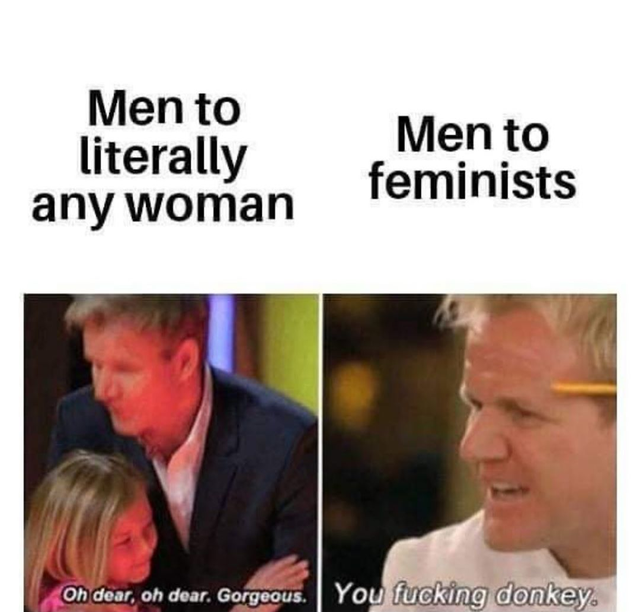 Men to
literally
any woman
Men to
feminists
Oh dear, oh dear. Gorgeous.
You fucking donkey.